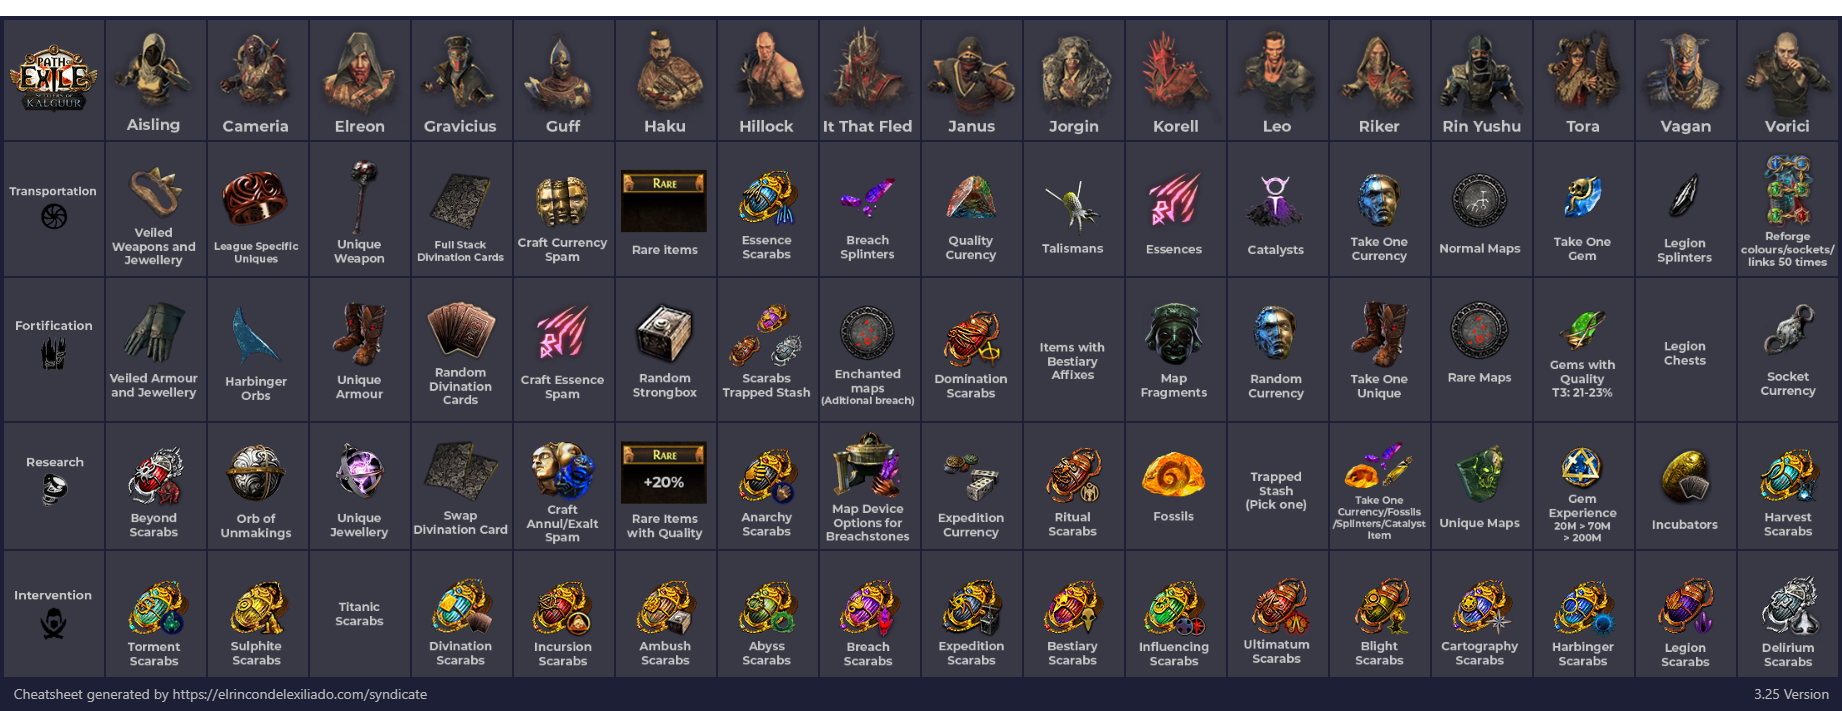 PATH OF
EXILE
SETTLERS OF
KALGUUR
Aisling
Cameria
Elreon
Gravicius
Guff
Haku
Hillock
It That Fled
Janus
Jorgin
Korell
Leo
Riker
Rin Yushu
Tora
Vagan
Vorici
Transportation
Veiled
Weapons and
Jewellery
League Specific
Uniques
Unique
Weapon
Full Stack
Divination Cards
Craft Currency
Spam
RARE
Rare items
Essence
Scarabs
Breach
Splinters
Quality
Curency
Talismans
Essences
Catalysts
Take One
Currency
Normal Maps
Take One
Gem
Legion
Splinters
Reforge
colours/sockets/
links 50 times
Fortification
Veiled Armour
and Jewellery
Harbinger
Orbs
Unique
Armour
Random
Divination
Cards
Craft Essence
Spam
Random
Strongbox
Scarabs
Trapped Stash
Enchanted
maps
(Aditional breach)
Domination
Scarabs
Items with
Bestiary
Affixes
Map
Fragments
Random
Currency
Take One
Unique
Rare Maps
Gems with
Quality
T3: 21-23%
Legion
Chests
Socket
Currency
Research
Beyond
Scarabs
Orb of
Unmakings
Unique
Jewellery
Swap
Divination Card
Craft
Annul/Exalt
Spam
RARE
+20%
Rare Items
with Quality
Anarchy
Scarabs
Map Device
Options for
Breachstones
Expedition
Currency
Ritual
Scarabs
Fossils
Trapped
Stash
(Pick one)
Take One
Currency/Fossils
/Splinters/Catalyst
Item
Unique Maps
Gem
Experience
20M > 70M
> 200M
Incubators
Harvest
Scarabs
Intervention
Torment
Scarabs
Sulphite
Scarabs
Titanic
Scarabs
Divination
Scarabs
Incursion
Scarabs
Ambush
Scarabs
Abyss
Scarabs
Breach
Scarabs
Expedition
Scarabs
Bestiary
Scarabs
Influencing
Scarabs
Ultimatum
Scarabs
Blight
Scarabs
Cartography
Scarabs
Harbinger
Scarabs
Legion
Scarabs
Delirium
Scarabs
Cheatsheet generated by https://elrincondelexiliado.com/syndicate
3.25 Version